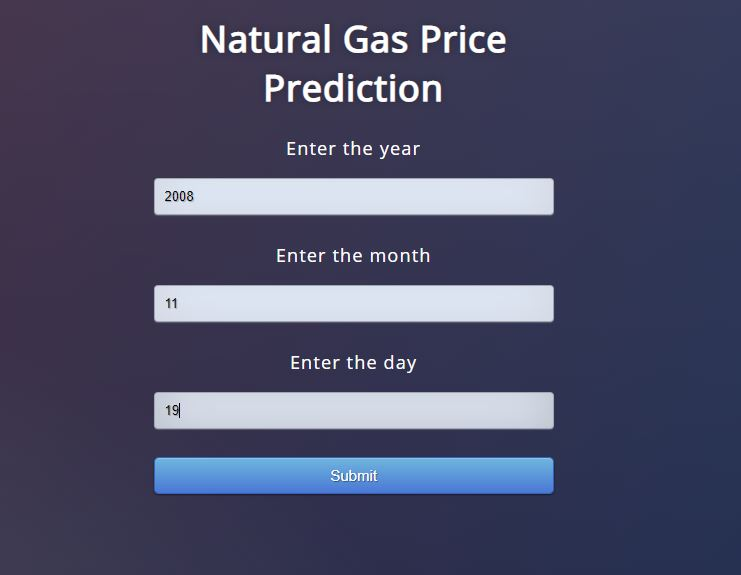 Natural Gas Price
Prediction
Enter the year
2008
Enter the month
11
Enter the day
19
Submit